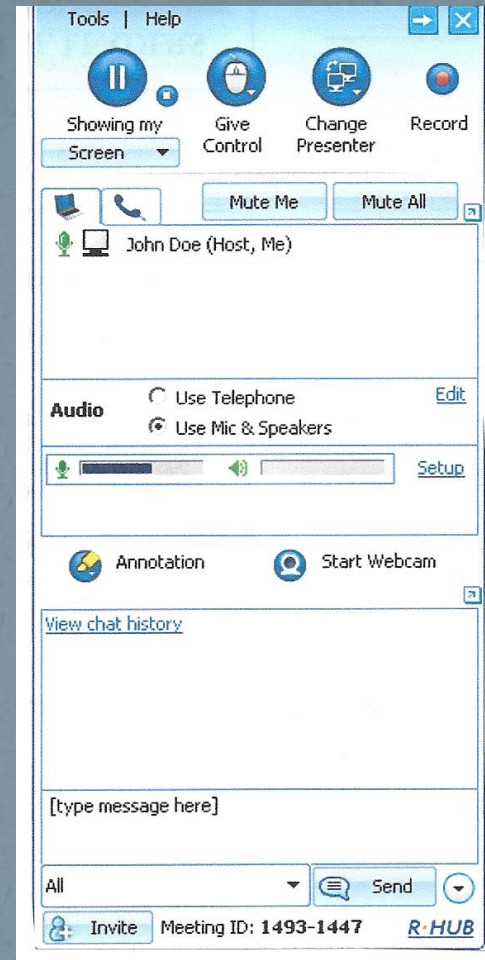 Tools | Help
Showing my
Screen
Give
Control
Change
Presenter
Record
Mute Me
Mute All
John Doe (Host, Me)
Audio
Use Telephone
Edit
Use Mic & Speakers
Setup
Annotation
Start Webcam
View chat history
[type message here]
All
Send
Invite
Meeting ID: 1493-1447
R·HUB